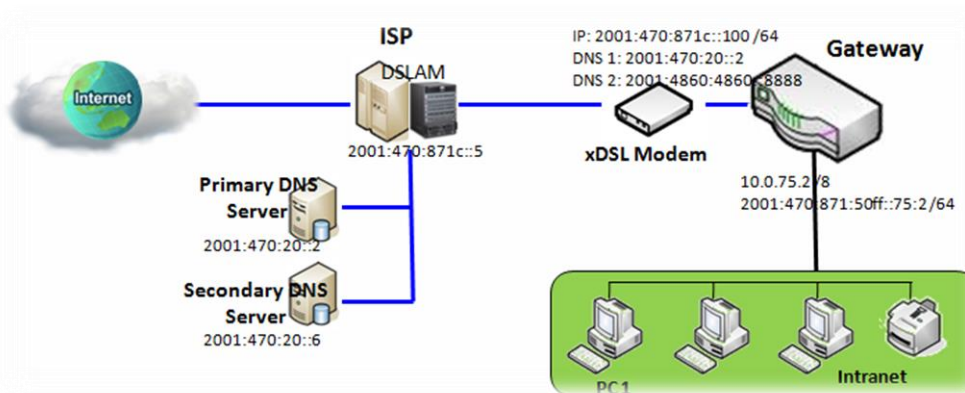 ISP
IP: 2001:470:871c::100 /64
DNS 1: 2001:470:20::2
DNS 2: 2001:4860:4860::8888
Gateway
Internet
DSLAM
2001:470:871c::5
xDSL Modem
Primary DNS
Server
2001:470:20::2
10.0.75.2/8
2001:470:871:50ff::75:2/64
Secondary DNS
Server
2001:470:20::6
PC1
Intranet